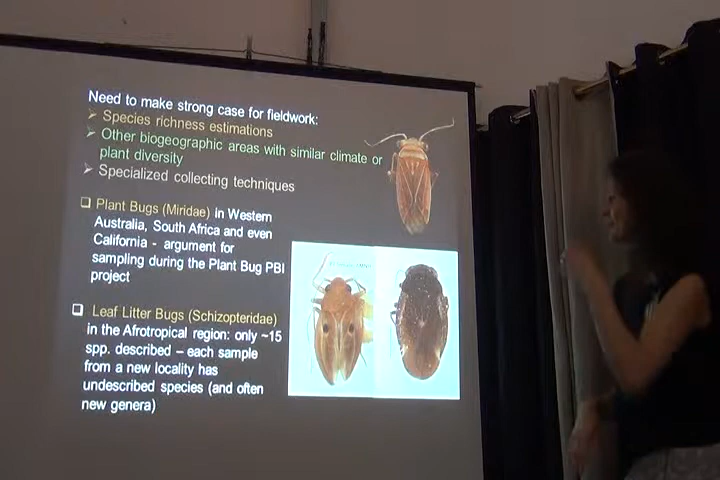 Need to make strong case for fieldwork:
Species richness estimations
Other biogeographic areas with similar climate or
plant diversity
Specialized collecting techniques
Plant Bugs (Miridae) in Western
Australia, South Africa and even
California - argument for
sampling during the Plant Bug PBI
project
Leaf Litter Bugs (Schizopteridae)
in the Afrotropical region: only ~15
spp. described – each sample
from a new locality has
undescribed species (and often
new genera)